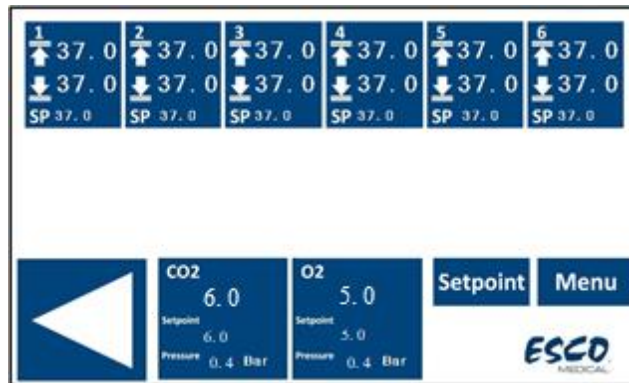 1 2 3 4 5 6
37. 0 37. 0 37. 0 37. 0 37. 0 37. 0
37. 0 37. 0 37. 0 37. 0 37. 0 37. 0
SP 37. 0 SP 37. 0 SP 37. 0 SP 37. 0 SP 37. 0 SP 37. 0
CO2
6. 0
Setpoint
6. 0
Pressure 0. 4 Bar
O2
5. 0
Setpoint
5. 0
Pressure 0. 4 Bar
Setpoint
Menu
ESCO
MEDICAL